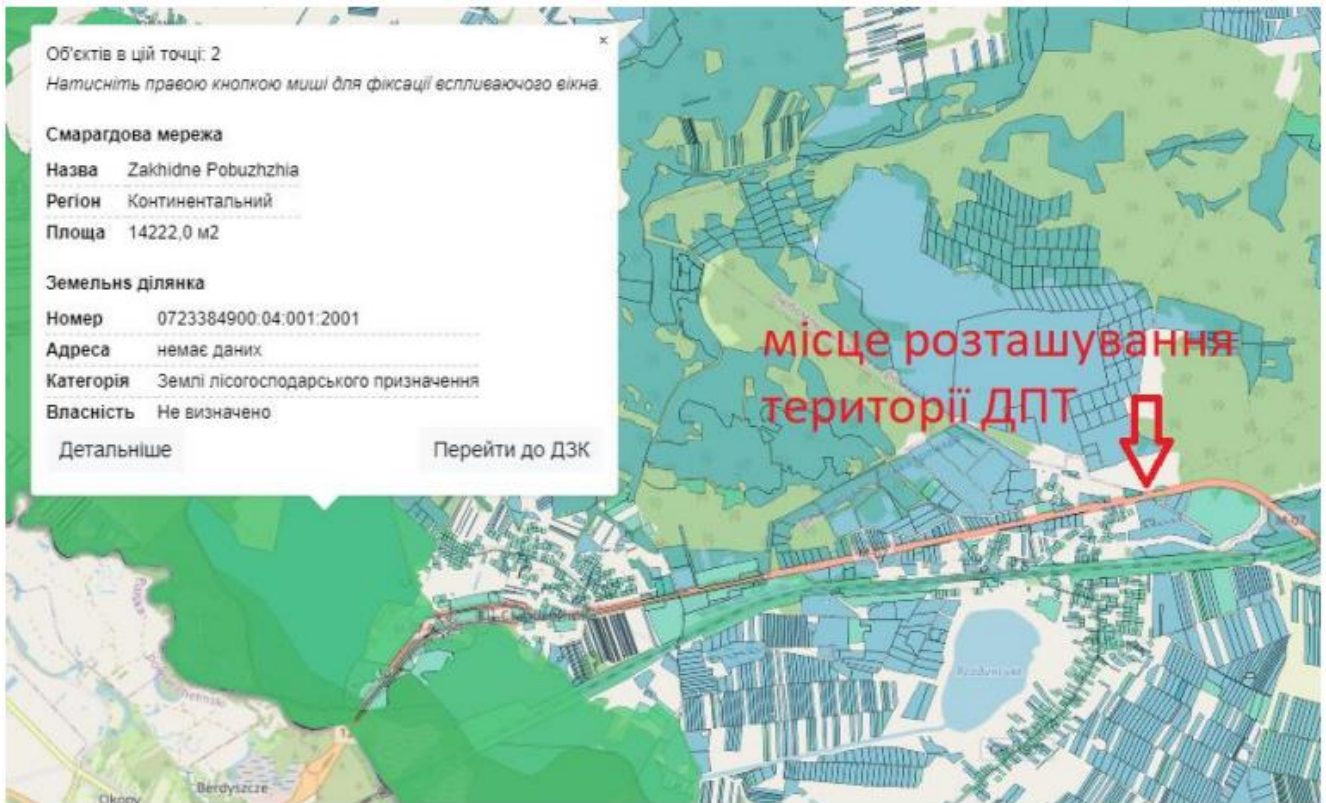 Об'єктів в цій точці: 2
×
Натисніть правою кнопкою миші для фіксації еспливаючого вікна.
Смарагдова мережа
Назва Zakhidne Pobuzhzhia
Регіон Континентальний
Площа 14222,0 м2
Земельнѕ ділянка
Номер 0723384900:04:001:2001
Адреса немає даних
Категорія Землі лісогосподарського призначення
Власність Не визначено
Детальніше Перейти до ДЗК
місце розташування
території ДПТ
Berdyszcze
Okopy